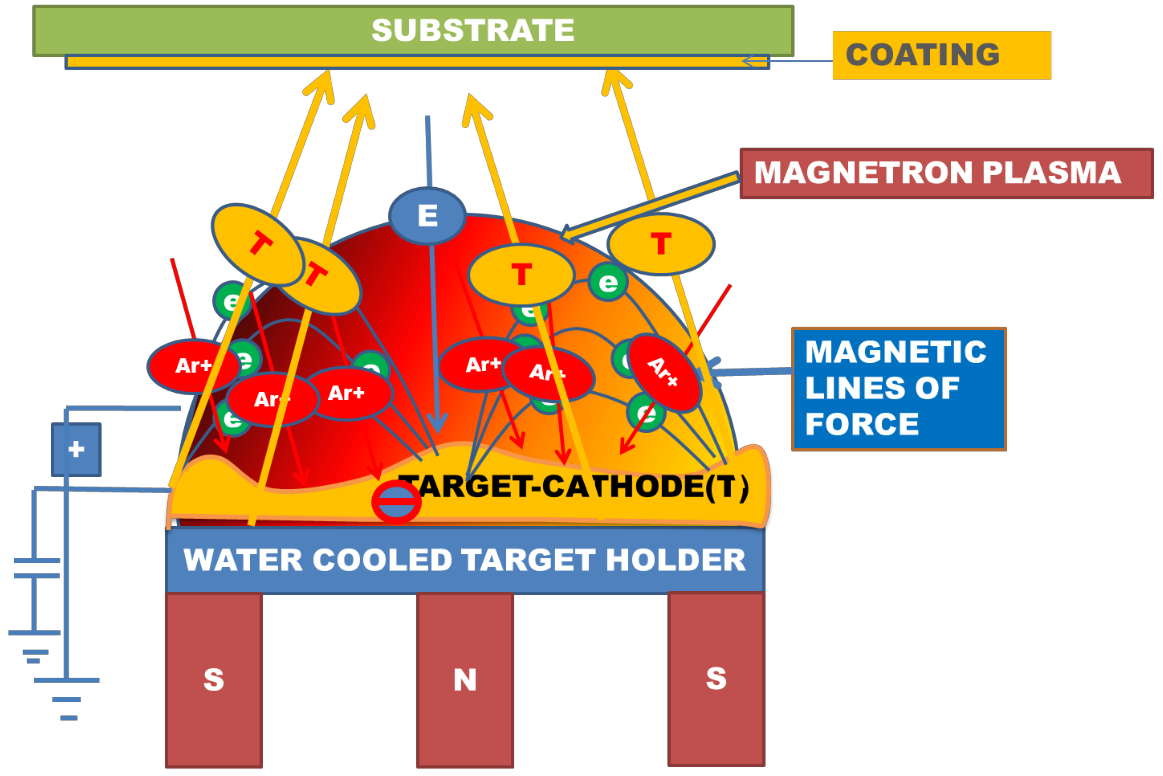 SUBSTRATE
COATING
MAGNETRON PLASMA
E
T
T
T
T
e
e
e
e
Ar+
e
e
Ar+
Ar+
Ar+
Ar+
Ar+
e
e
e
e
MAGNETIC
LINES OF
FORCE
+
TARGET-CATHODE(T)
WATER COOLED TARGET HOLDER
S
N
S